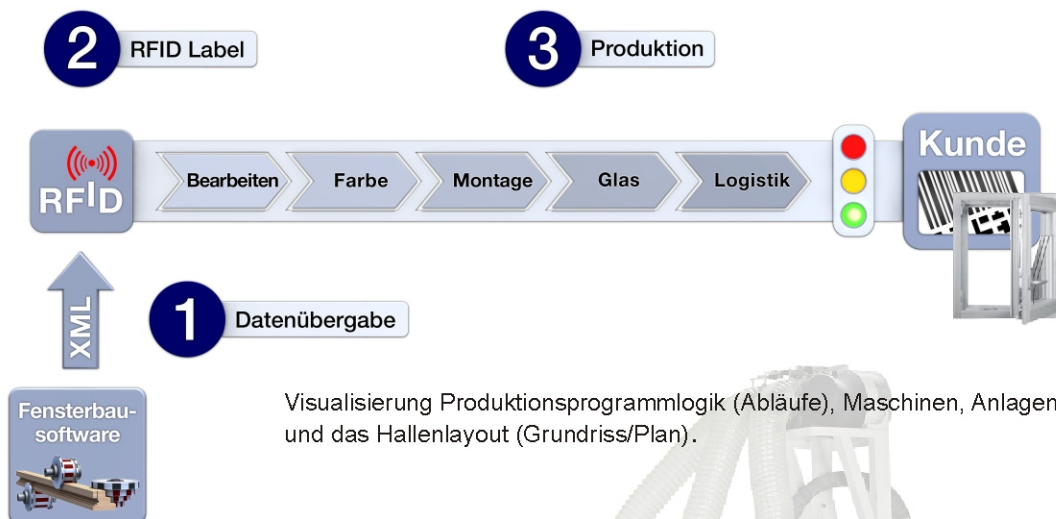 2 RFID Label
3 Produktion
RFID
Bearbeiten
Farbe
Montage
Glas
Logistik
Kunde
XML
1 Datenübergabe
Fensterbau-
software
Visualisierung Produktionsprogrammlogik (Abläufe), Maschinen, Anlagen
und das Hallenlayout (Grundriss/Plan).